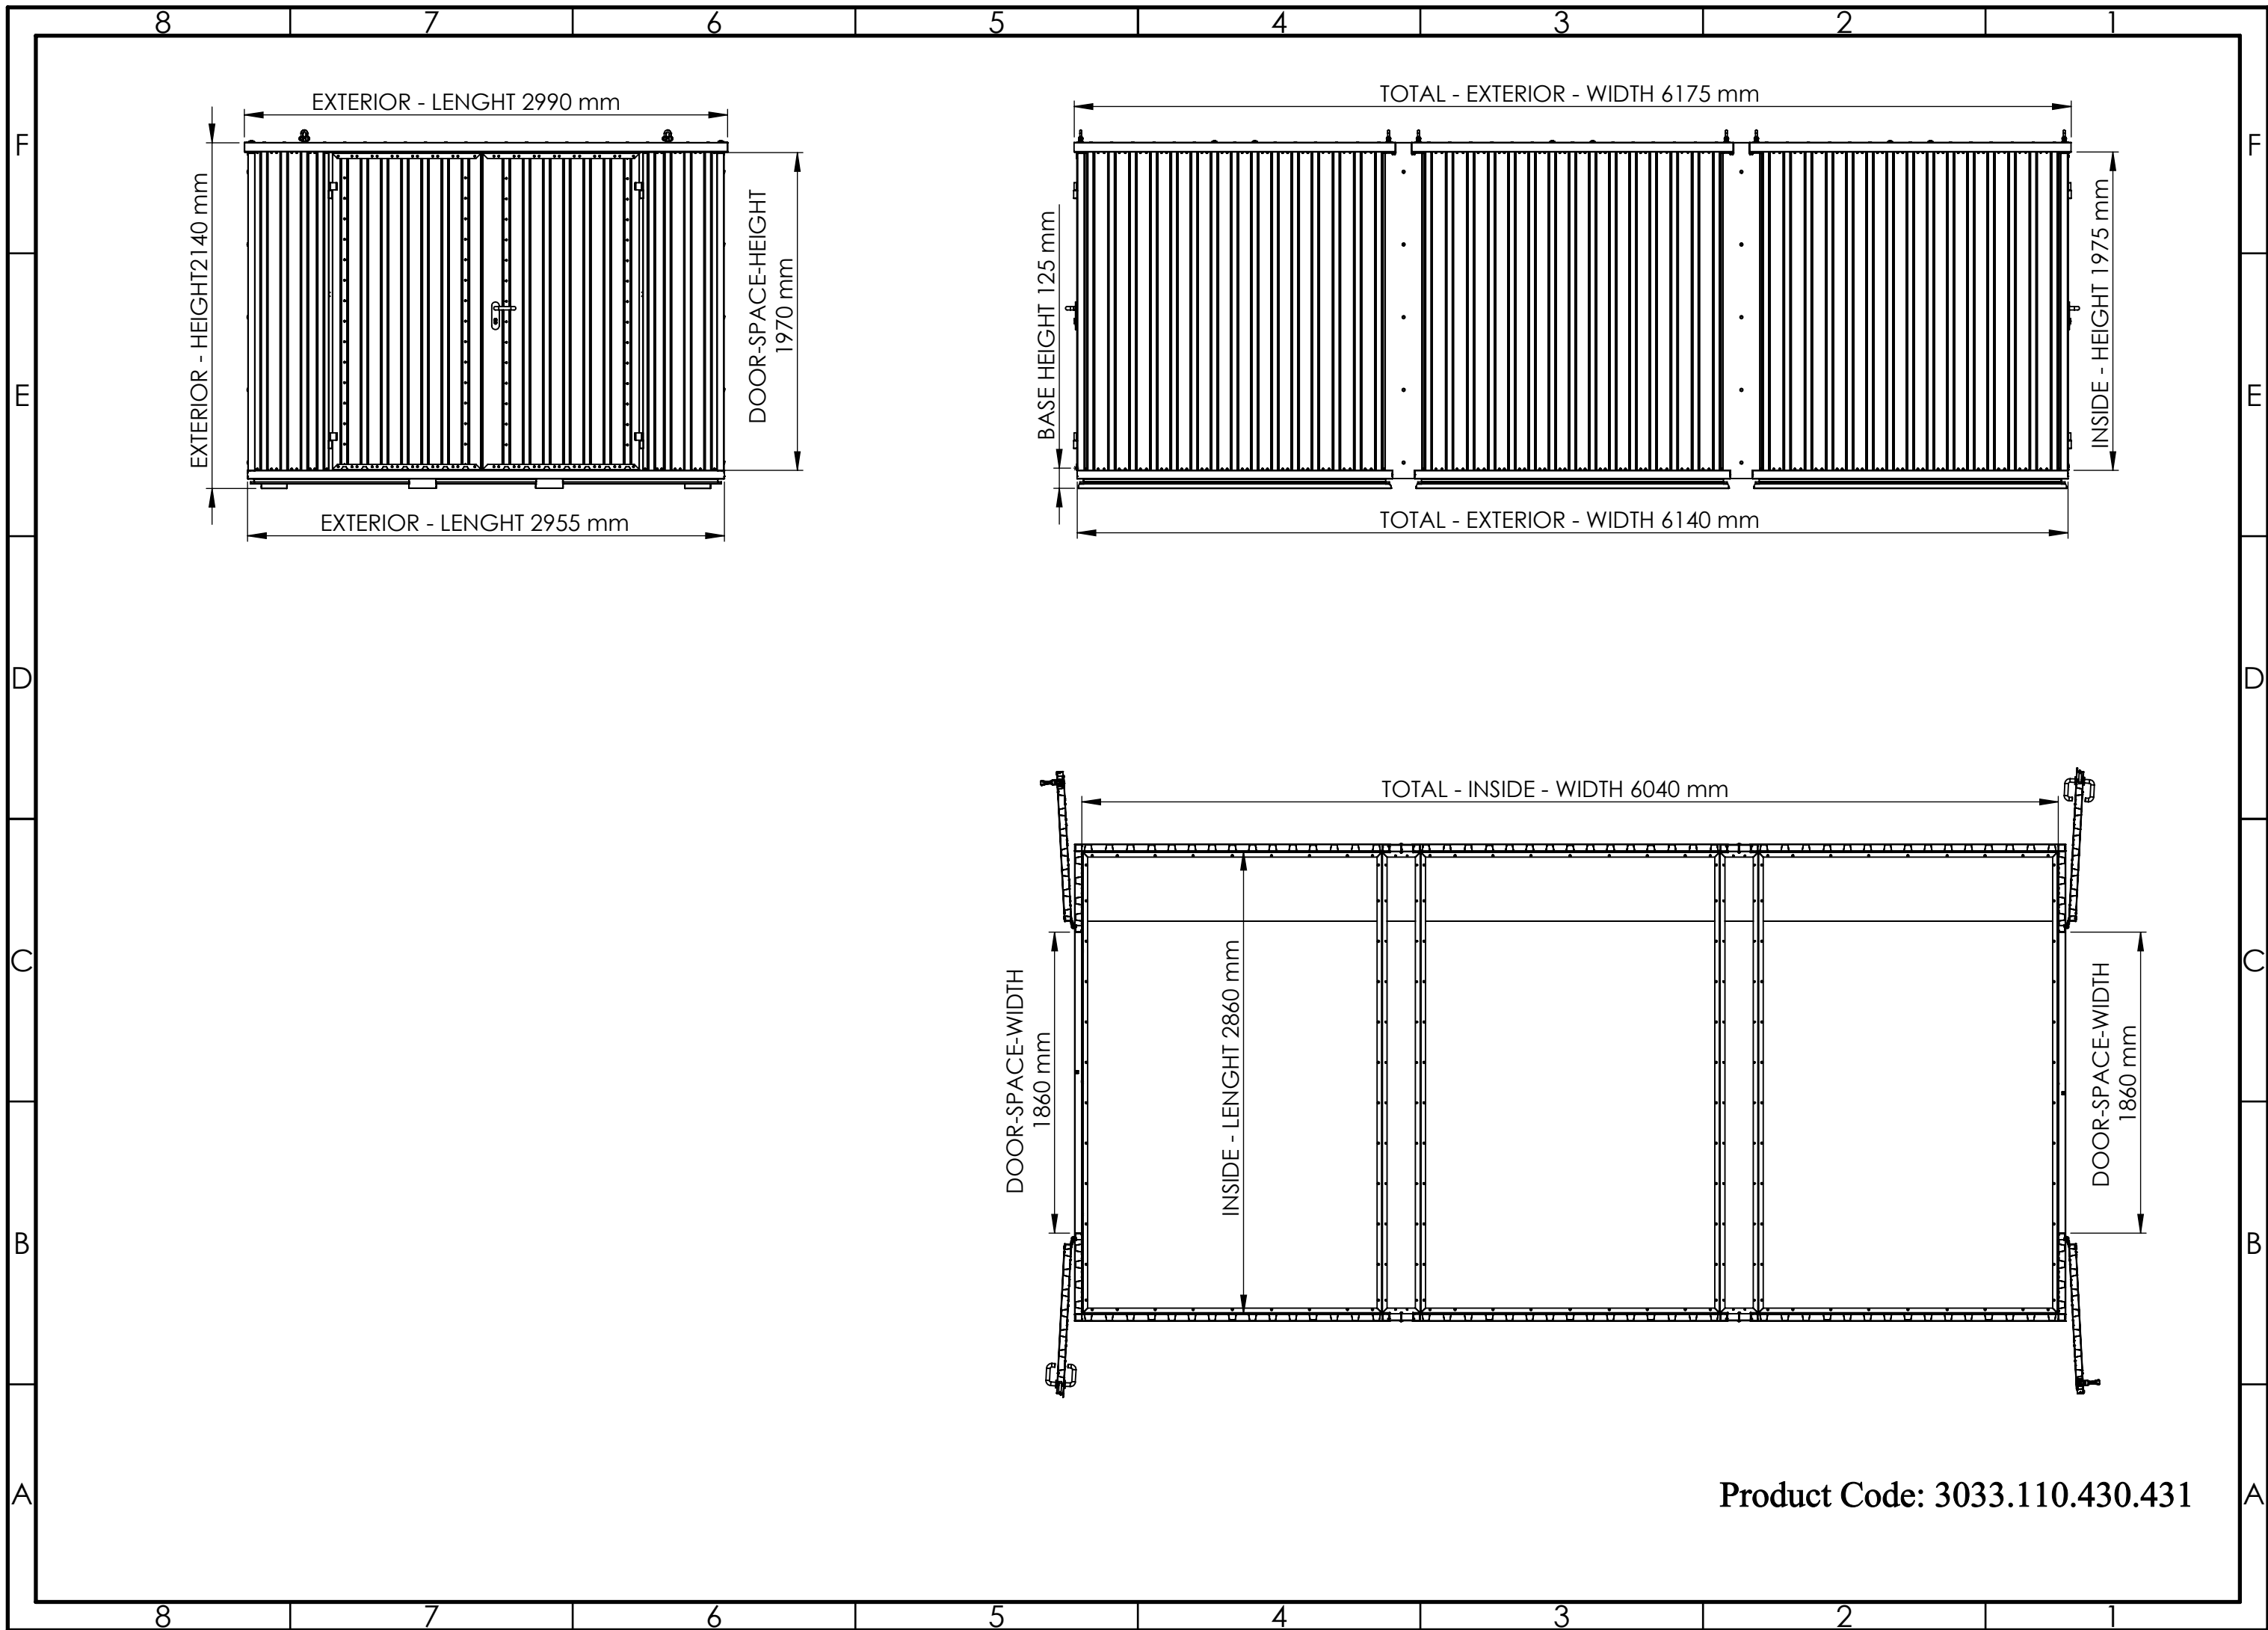 8 7 6 5 4 3 2 1
EXTERIOR - LENGHT 2990 mm
TOTAL - EXTERIOR - WIDTH 6175 mm
F F
EXTERIOR - HEIGHT2140 mm
DOOR-SPACE-HEIGHT
1970 mm
BASE HEIGHT 125 mm
INSIDE - HEIGHT 1975 mm
E E
EXTERIOR - LENGHT 2955 mm
TOTAL - EXTERIOR - WIDTH 6140 mm
D D
TOTAL - INSIDE - WIDTH 6040 mm
C C
DOOR-SPACE-WIDTH
1860 mm
INSIDE - LENGHT 2860 mm
DOOR-SPACE-WIDTH
1860 mm
B B
Product Code: 3033.110.430.431
A A
8 7 6 5 4 3 2 1